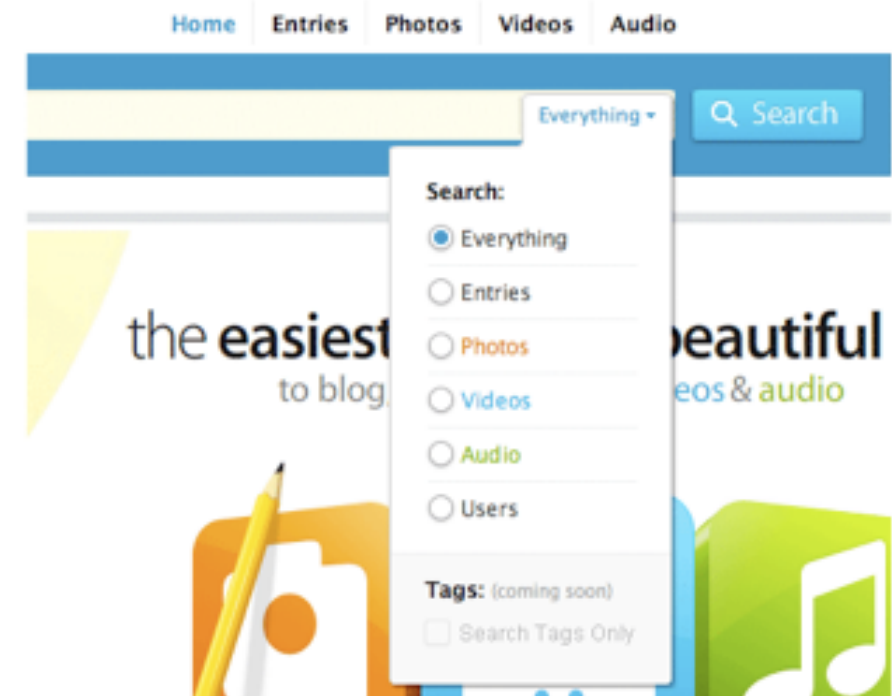 Home Entries Photos Videos Audio
Everything
Search
Search:
Everything
Entries
Photos
Videos
Audio
Users
Tags: (coming soon)
Search Tags Only
the easiest eautiful
to blog eos & audio